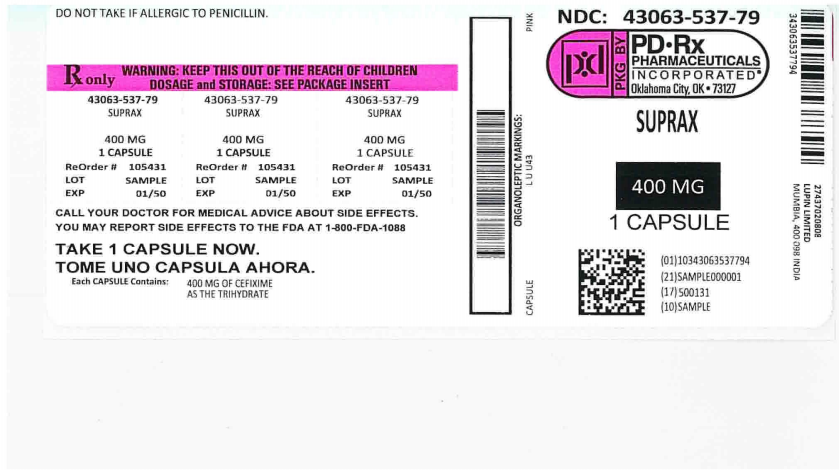 DO NOT TAKE IF ALLERGIC TO PENICILLIN.
Rx only WARNING: KEEP THIS OUT OF THE REACH OF CHILDREN
DOSAGE and STORAGE: SEE PACKAGE INSERT
43063-537-79 43063-537-79 43063-537-79
SUPRAX SUPRAX SUPRAX
400 MG 400 MG 400 MG
1 CAPSULE 1 CAPSULE 1 CAPSULE
ReOrder # 105431 ReOrder # 105431 ReOrder # 105431
LOT SAMPLE LOT SAMPLE LOT SAMPLE
EXP 01/50 EXP 01/50 EXP 01/50
CALL YOUR DOCTOR FOR MEDICAL ADVICE ABOUT SIDE EFFECTS.
YOU MAY REPORT SIDE EFFECTS TO THE FDA AT 1-800-FDA-1088
TAKE 1 CAPSULE NOW.
TOME UNO CAPSULA AHORA.
Each CAPSULE Contains: 400 MG OF CEFIXIME
AS THE TRIHYDRATE
ORGANOLEPTIC MARKINGS:
PINK
L U U43
CAPSULE
NDC: 43063-537-79
pd
PKG BY
PD•Rx
PHARMACEUTICALS
INCORPORATED®
Oklahoma City, OK • 73127
SUPRAX
400 MG
1 CAPSULE
(01)10343063537794
(21)SAMPLE000001
(17)500131
(10)SAMPLE
343063537794
27437020808
LUPIN LIMITED
MUMBIA, 400 098 INDIA